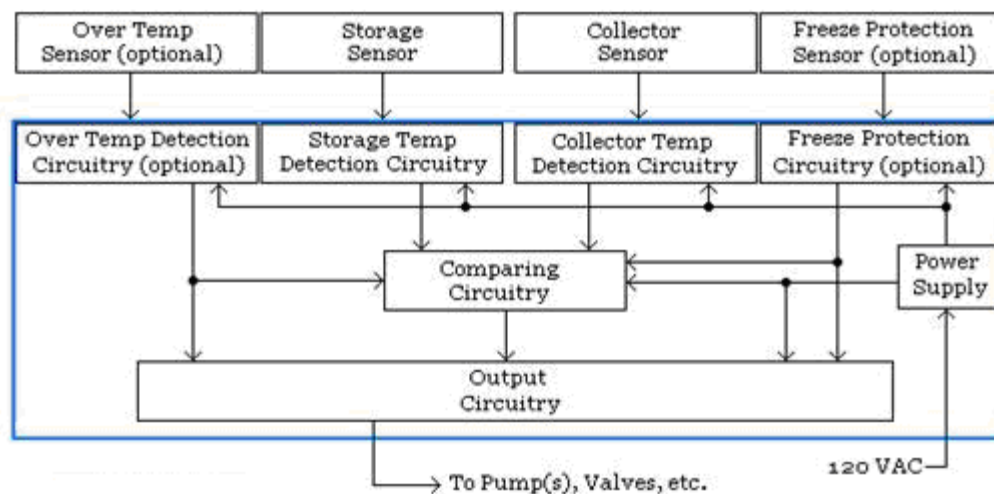 Over Temp
Sensor (optional)
Storage
Sensor
Collector
Sensor
Freeze Protection
Sensor (optional)
Over Temp Detection
Circuitry (optional)
Storage Temp
Detection Circuitry
Collector Temp
Detection Circuitry
Freeze Protection
Circuitry (optional)
Comparing
Circuitry
Power
Supply
Output
Circuitry
To Pump(s), Valves, etc.
120 VAC